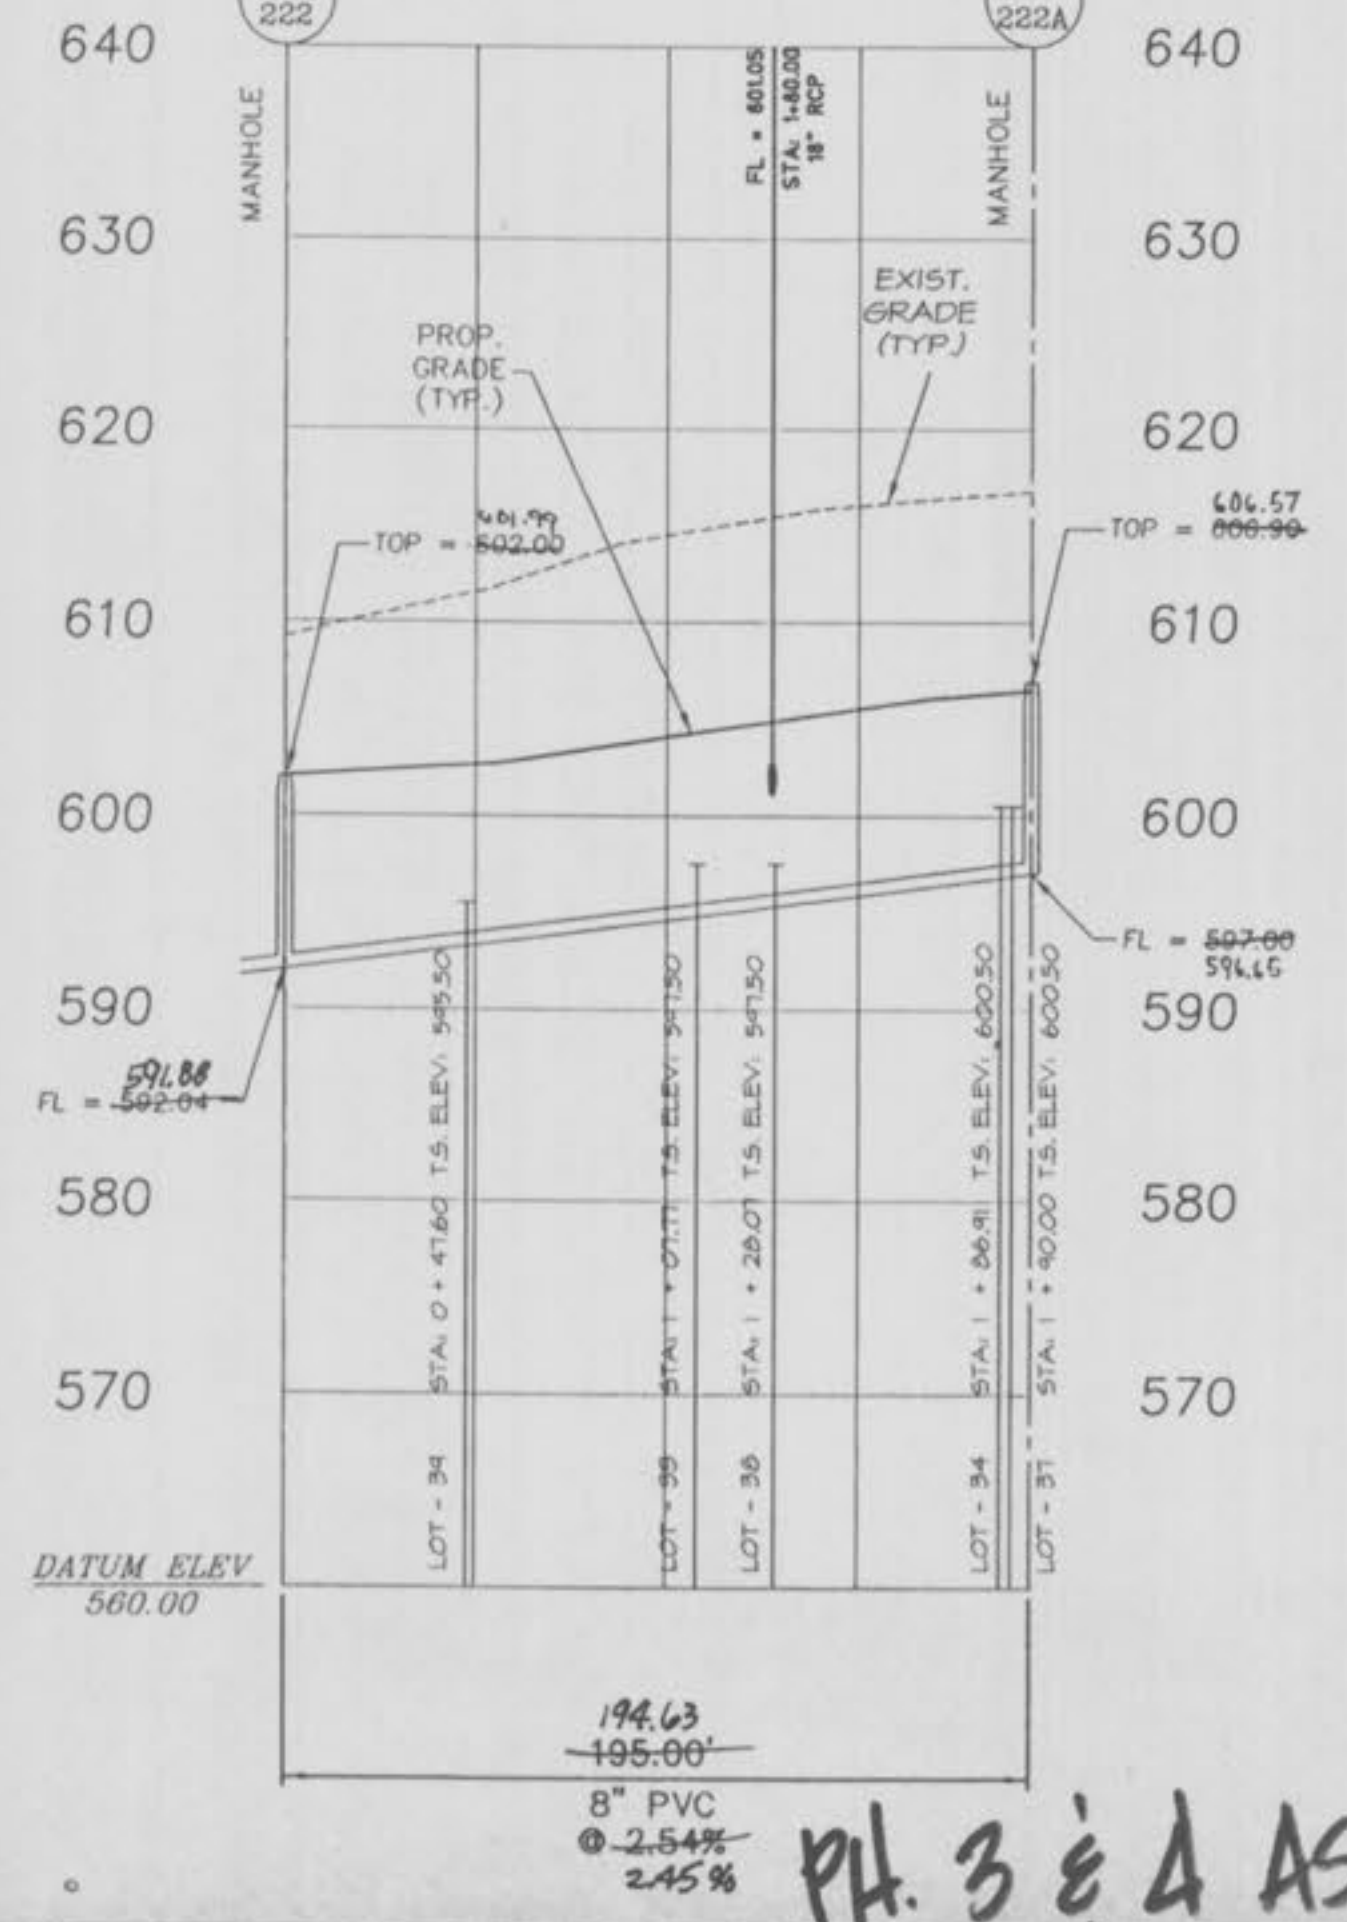 222
222A
640
640
MANHOLE
FL = 601.05
STA: 1+80.00
18" RCP
MANHOLE
630
630
EXIST.
GRADE
(TYP.)
PROP.
GRADE
(TYP.)
620
620
601.99
TOP = 602.00
606.57
TOP = 606.90
610
610
600
600
FL = 597.00
596.65
590
590
591.88
FL = 592.04
LOT - 39 STA: 0 + 47.60 T.S. ELEV: 595.50
LOT - 35 STA: 1 + 07.77 T.S. ELEV: 597.50
LOT - 38 STA: 1 + 28.07 T.S. ELEV: 597.50
LOT - 34 STA: 1 + 86.91 T.S. ELEV: 600.50
LOT - 37 STA: 1 + 90.00 T.S. ELEV: 600.50
580
580
570
570
DATUM ELEV
560.00
194.63
195.00'
8" PVC
@ 2.54%
2.45%
PH. 3 & 4 AS